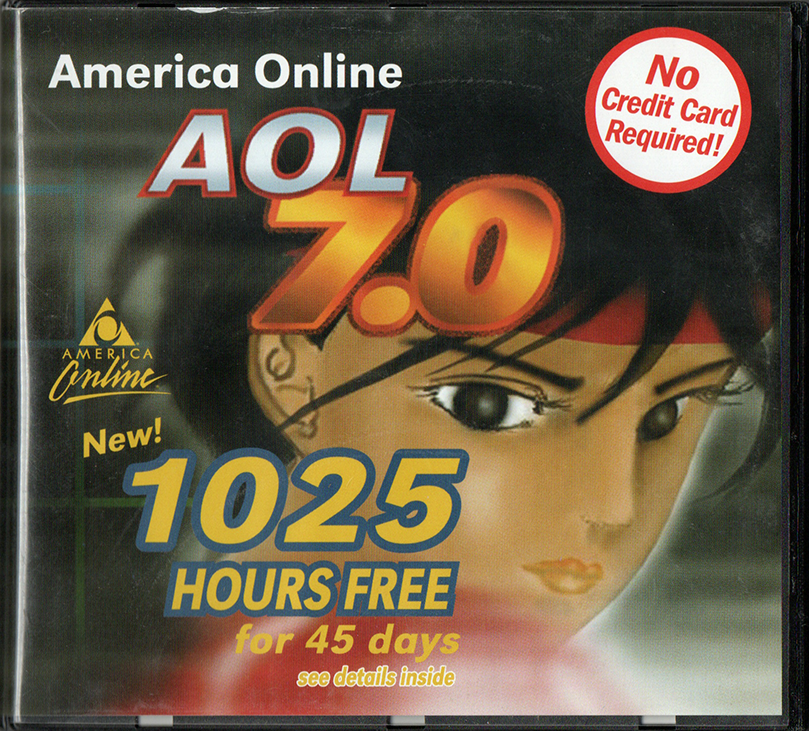 America Online
AOL
7.0
No
Credit Card
Required!
AMERICA
Online
New!
1025
HOURS FREE
for 45 days
see details inside